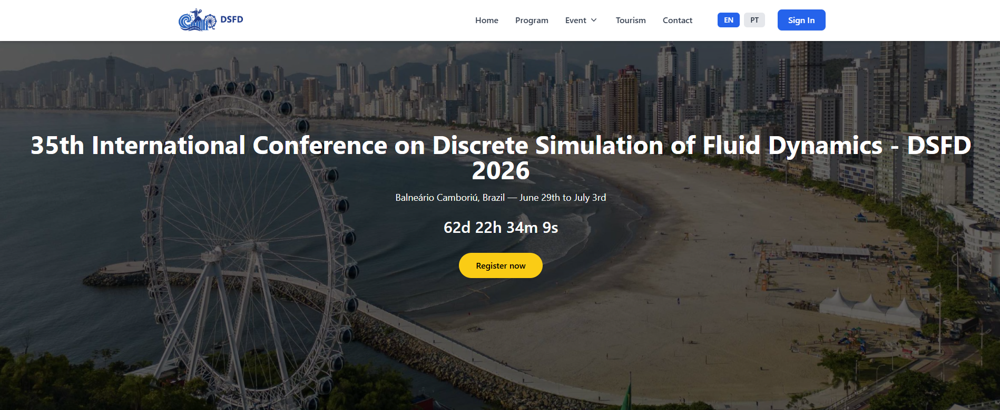 DSFD
Home Program Event Tourism Contact EN PT Sign In
35th International Conference on Discrete Simulation of Fluid Dynamics - DSFD
2026
Balneário Camboriú, Brazil — June 29th to July 3rd
62d 22h 34m 9s
Register now